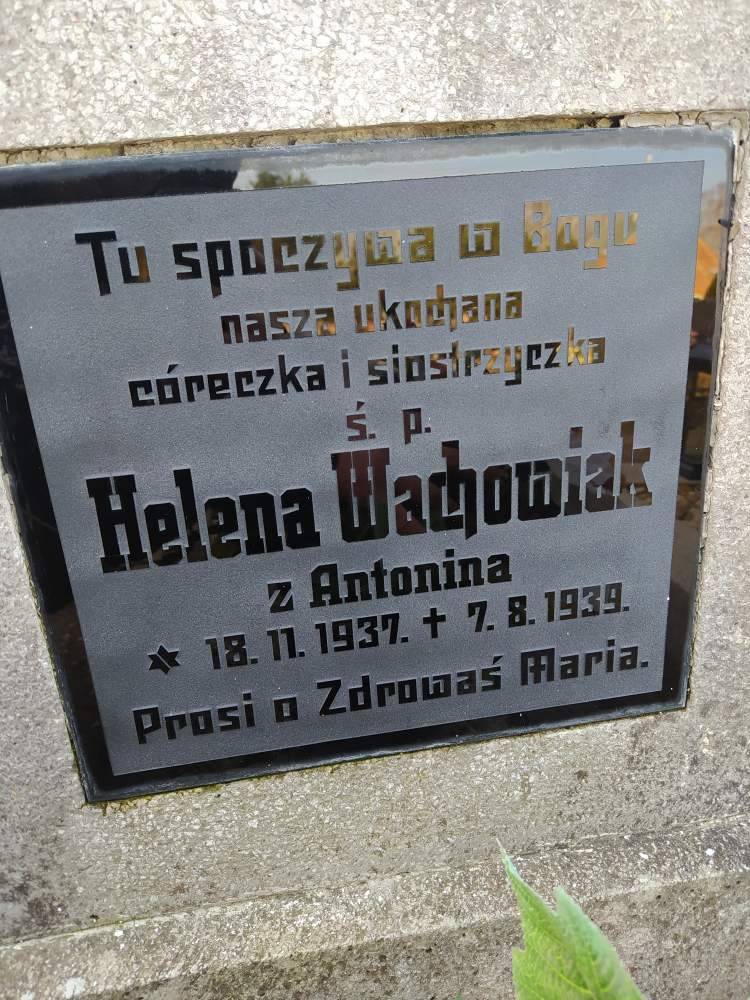 Tu spoczywa w Bogu
nasza ukochana
córeczka i siostrzyczka
ś. p.
Helena Wachowiak
z Antonina
* 18. 11. 1937. † 7. 8. 1939.
Prosi o Zdrowaś Maria.